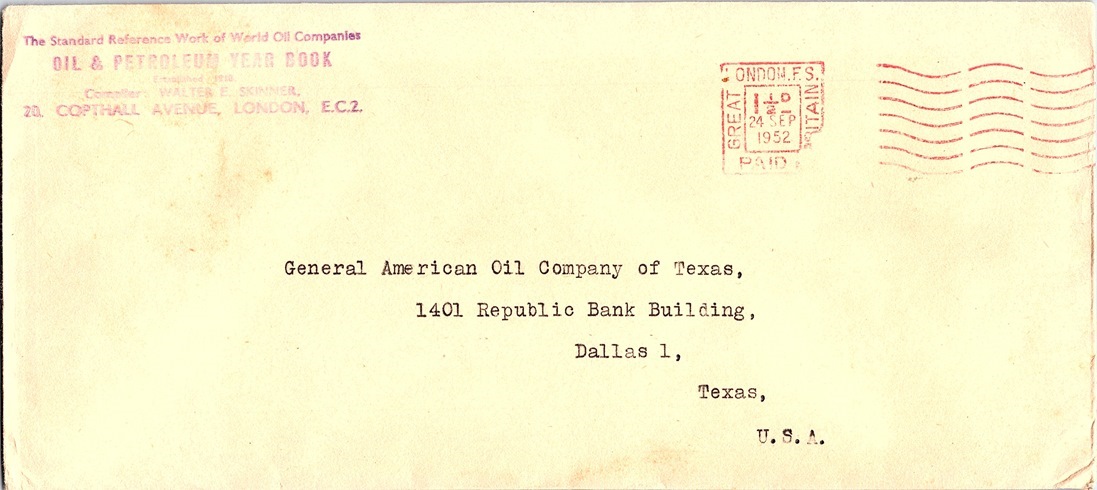 The Standard Reference Work of World Oil Companies
OIL & PETROLEUM YEAR BOOK
Established 1910
Compiler: WALTER E. SKINNER,
20, COPTHALL AVENUE, LONDON, E.C.2.
LONDON.F.S.
GREAT
1½D
24 SEP
1952
BRITAIN
PAID
General American Oil Company of Texas,
1401 Republic Bank Building,
Dallas 1,
Texas,
U.S.A.